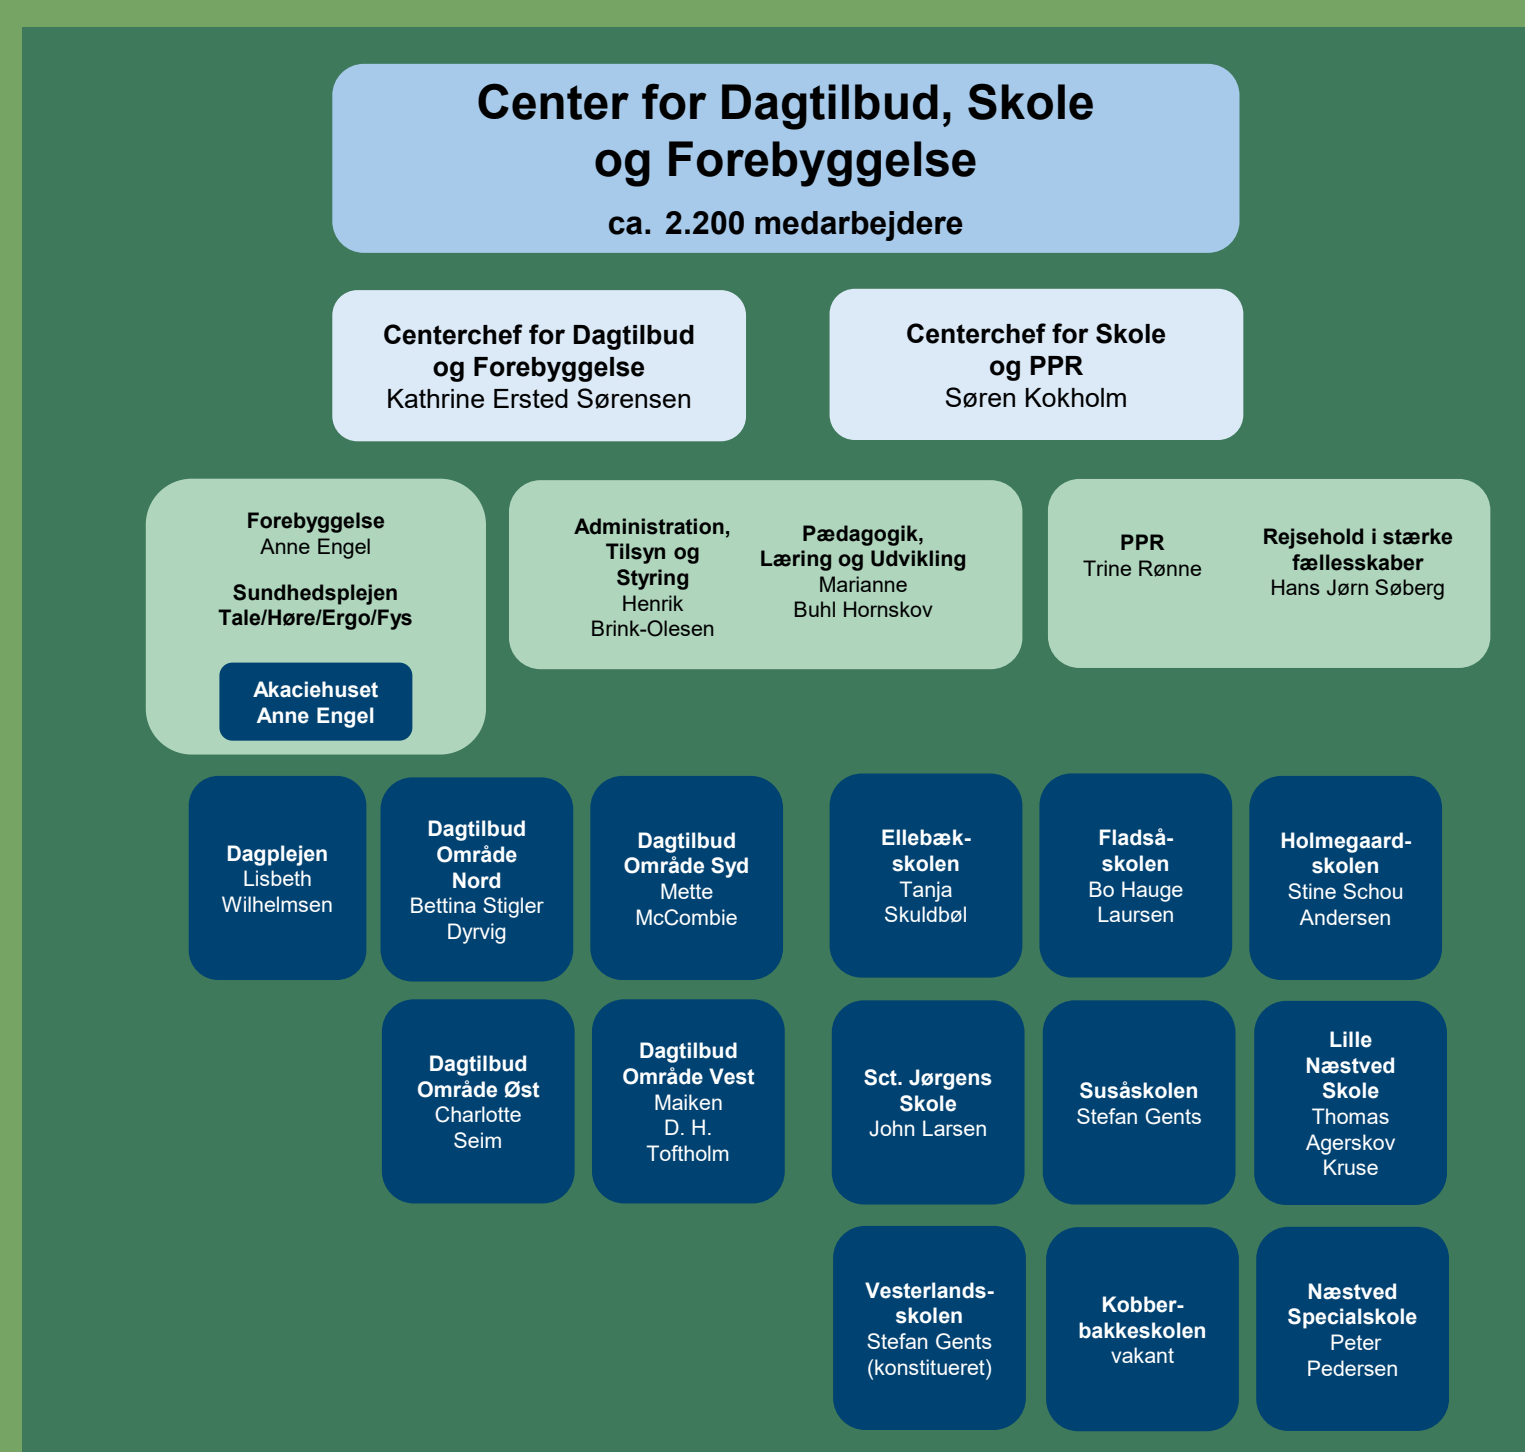 Center for Dagtilbud, Skole
og Forebyggelse
ca. 2.200 medarbejdere
Centerchef for Dagtilbud
og Forebyggelse
Kathrine Ersted Sørensen
Centerchef for Skole
og PPR
Søren Kokholm
Forebyggelse
Anne Engel
Sundhedsplejen
Tale/Høre/Ergo/Fys
Akaciehuset
Anne Engel
Administration,
Tilsyn og
Styring
Henrik
Brink-Olesen
Pædagogik,
Læring og Udvikling
Marianne
Buhl Hornskov
PPR
Trine Rønne
Rejsehold i stærke
fællesskaber
Hans Jørn Søberg
Dagplejen
Lisbeth
Wilhelmsen
Dagtilbud
Område
Nord
Bettina Stigler
Dyrvig
Dagtilbud
Område Syd
Mette
McCombie
Ellebæk-
skolen
Tanja
Skuldbøl
Fladså-
skolen
Bo Hauge
Laursen
Holmegaard-
skolen
Stine Schou
Andersen
Dagtilbud
Område Øst
Charlotte
Seim
Dagtilbud
Område Vest
Maiken
D. H.
Toftholm
Sct. Jørgens
Skole
John Larsen
Susåskolen
Stefan Gents
Lille
Næstved
Skole
Thomas
Agerskov
Kruse
Vesterlands-
skolen
Stefan Gents
(konstitueret)
Kobber-
bakkeskolen
vakant
Næstved
Specialskole
Peter
Pedersen